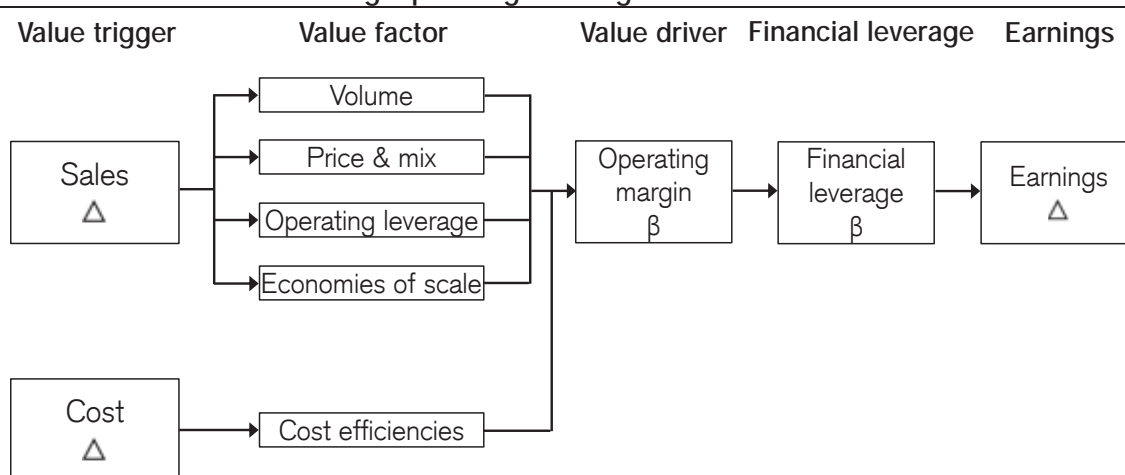 Value trigger Value factor Value driver Financial leverage Earnings
Volume
Price & mix
Operating leverage
Economies of scale
Sales
Δ
Operating
margin
β
Financial
leverage
β
Earnings
Δ
Cost
Δ
Cost efficiencies